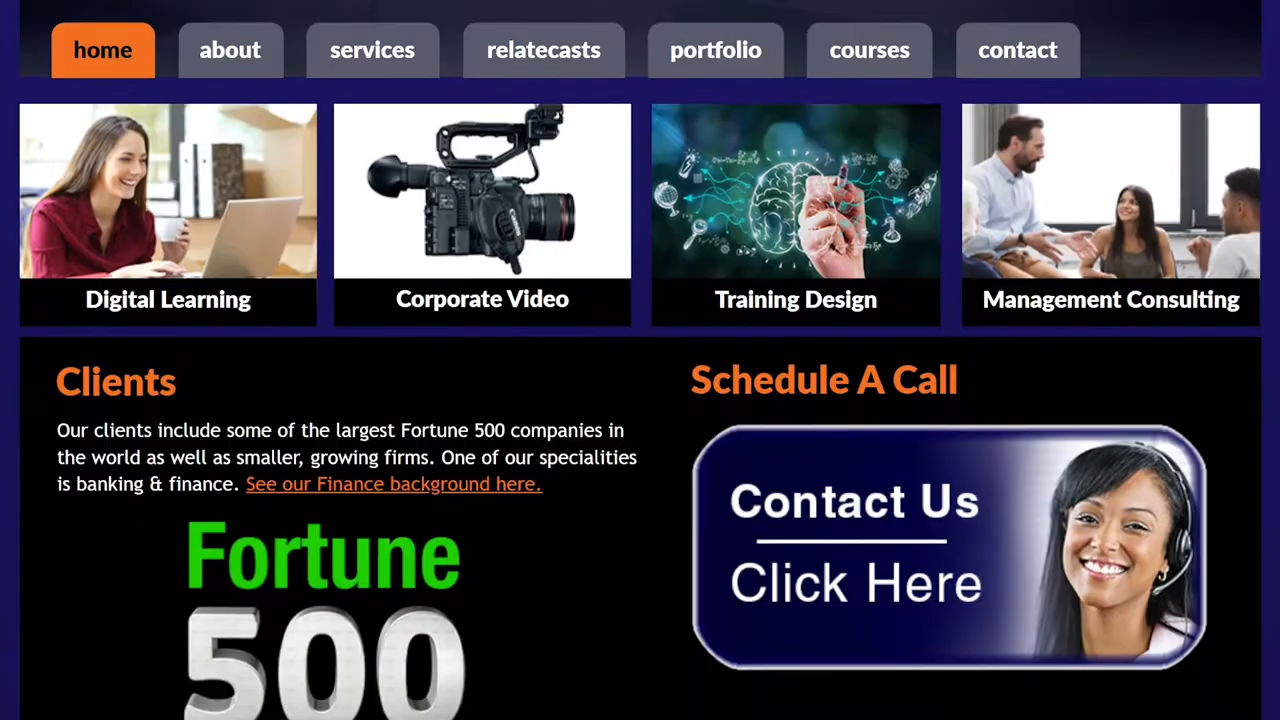 home
about
services
relatecasts
portfolio
courses
contact
Digital Learning
Corporate Video
Training Design
Management Consulting
Clients
Our clients include some of the largest Fortune 500 companies in
the world as well as smaller, growing firms. One of our specialities
is banking & finance. See our Finance background here.
Fortune
500
Schedule A Call
Contact Us
Click Here